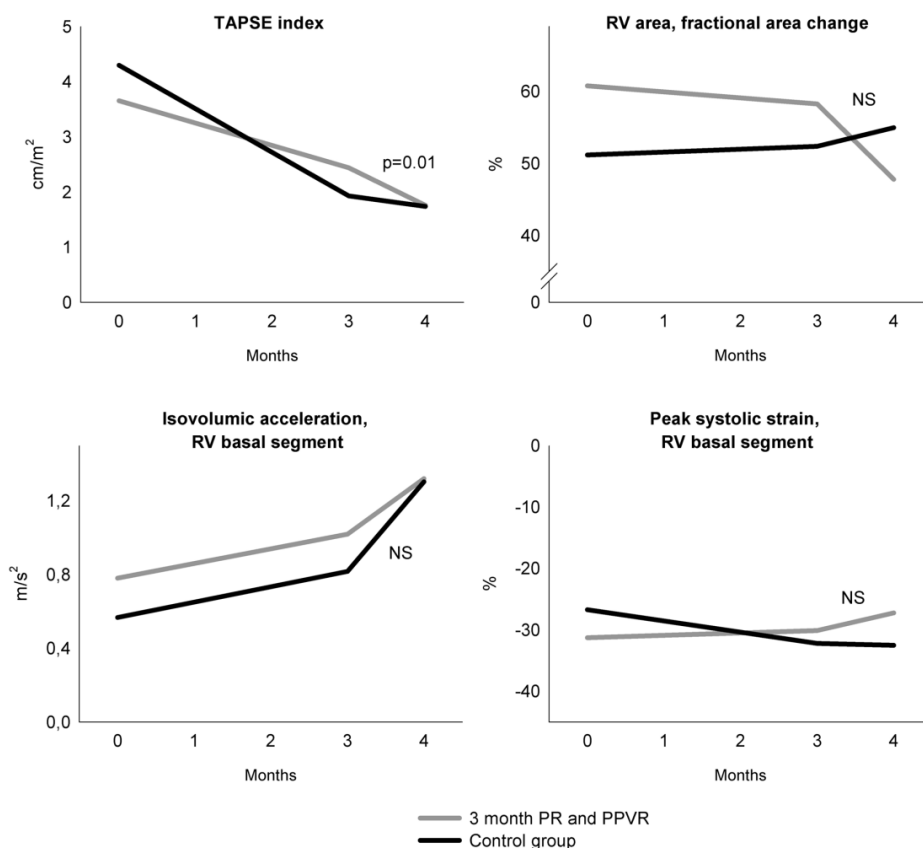 TAPSE index
5
4
3
2
1
0
cm/m²
p=0.01
0 1 2 3 4
Months
RV area, fractional area change
60
50
40
0
%
NS
0 1 2 3 4
Months
Isovolumic acceleration,
RV basal segment
1,2
0,8
0,4
0,0
m/s²
NS
0 1 2 3 4
Months
Peak systolic strain,
RV basal segment
0
-10
-20
-30
-40
%
NS
0 1 2 3 4
Months
3 month PR and PPVR
Control group